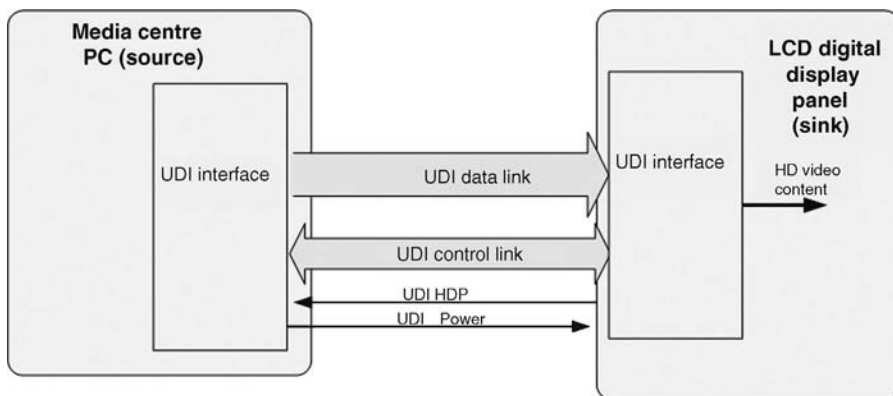 Media centre
PC (source)
LCD digital
display
panel
(sink)
UDI interface
UDI data link
UDI interface
HD video
content
UDI control link
UDI HDP
UDI Power